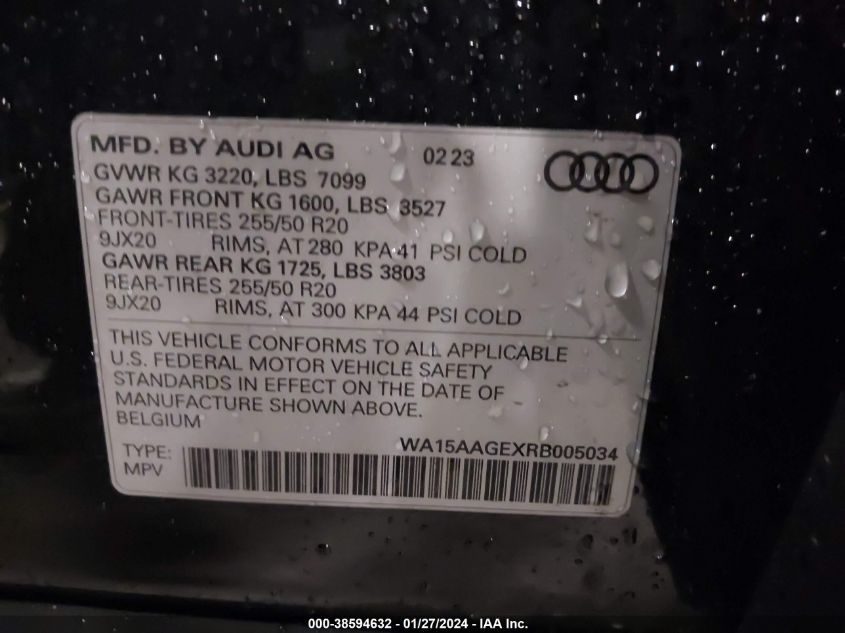 MFD. BY AUDI AG 02 23
GVWR KG 3220, LBS 7099
GAWR FRONT KG 1600, LBS 3527
FRONT-TIRES 255/50 R20
9JX20 RIMS, AT 280 KPA 41 PSI COLD
GAWR REAR KG 1725, LBS 3803
REAR-TIRES 255/50 R20
9JX20 RIMS, AT 300 KPA 44 PSI COLD
THIS VEHICLE CONFORMS TO ALL APPLICABLE
U.S. FEDERAL MOTOR VEHICLE SAFETY
STANDARDS IN EFFECT ON THE DATE OF
MANUFACTURE SHOWN ABOVE.
BELGIUM
WA15AAGEXRB005034
TYPE:
MPV
000-38594632 - 01/27/2024 - IAA Inc.